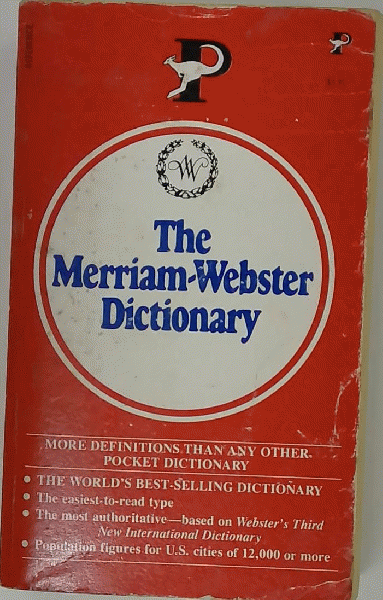 P
P
W
The
Merriam-Webster
Dictionary
MORE DEFINITIONS THAN ANY OTHER
POCKET DICTIONARY
• THE WORLD'S BEST-SELLING DICTIONARY
• The easiest-to-read type
• The most authoritative—based on Webster's Third
New International Dictionary
• Population figures for U.S. cities of 12,000 or more